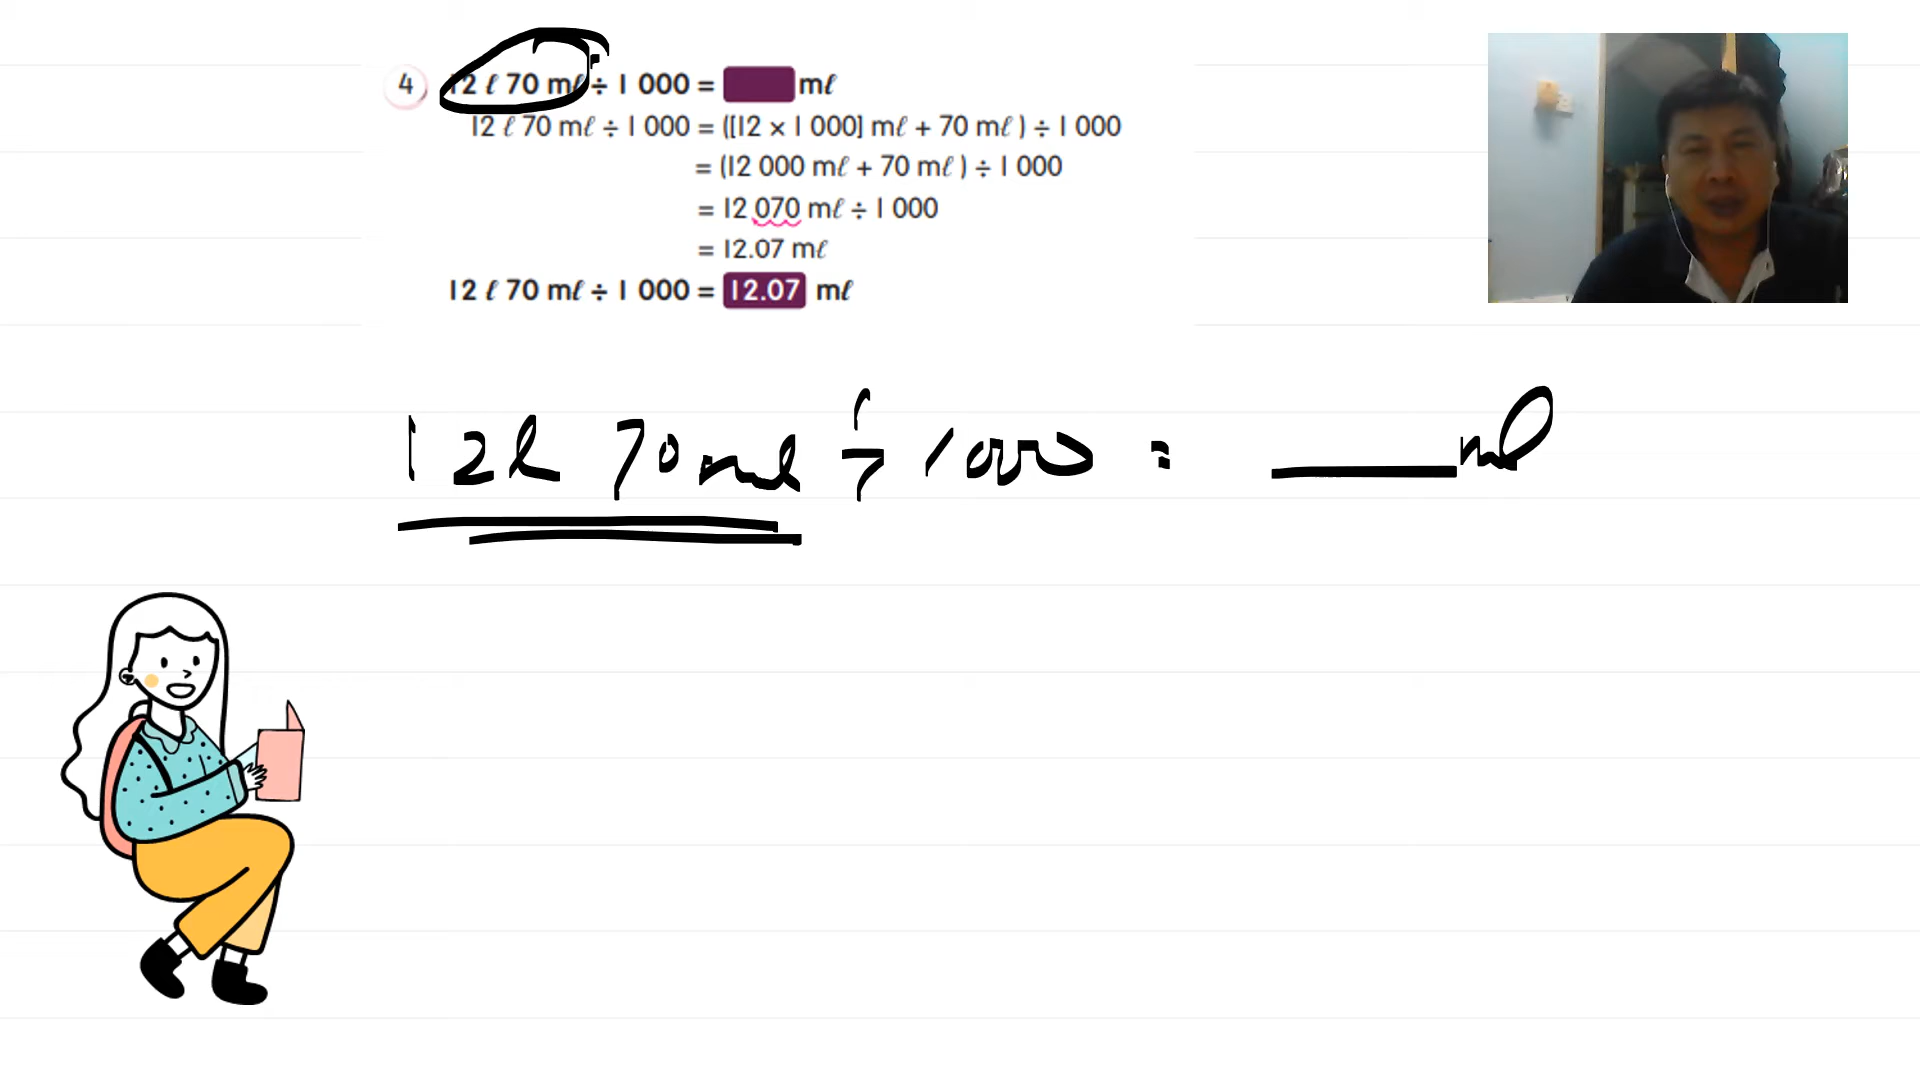 4 12 ℓ 70 mℓ ÷ 1 000 = mℓ
12 ℓ 70 mℓ ÷ 1 000 = ([12 × 1 000] mℓ + 70 mℓ ) ÷ 1 000
= (12 000 mℓ + 70 mℓ ) ÷ 1 000
= 12 070 mℓ ÷ 1 000
= 12.07 mℓ
12 ℓ 70 mℓ ÷ 1 000 = 12.07 mℓ
12ℓ 70mℓ ÷ 1000 = ____mℓ